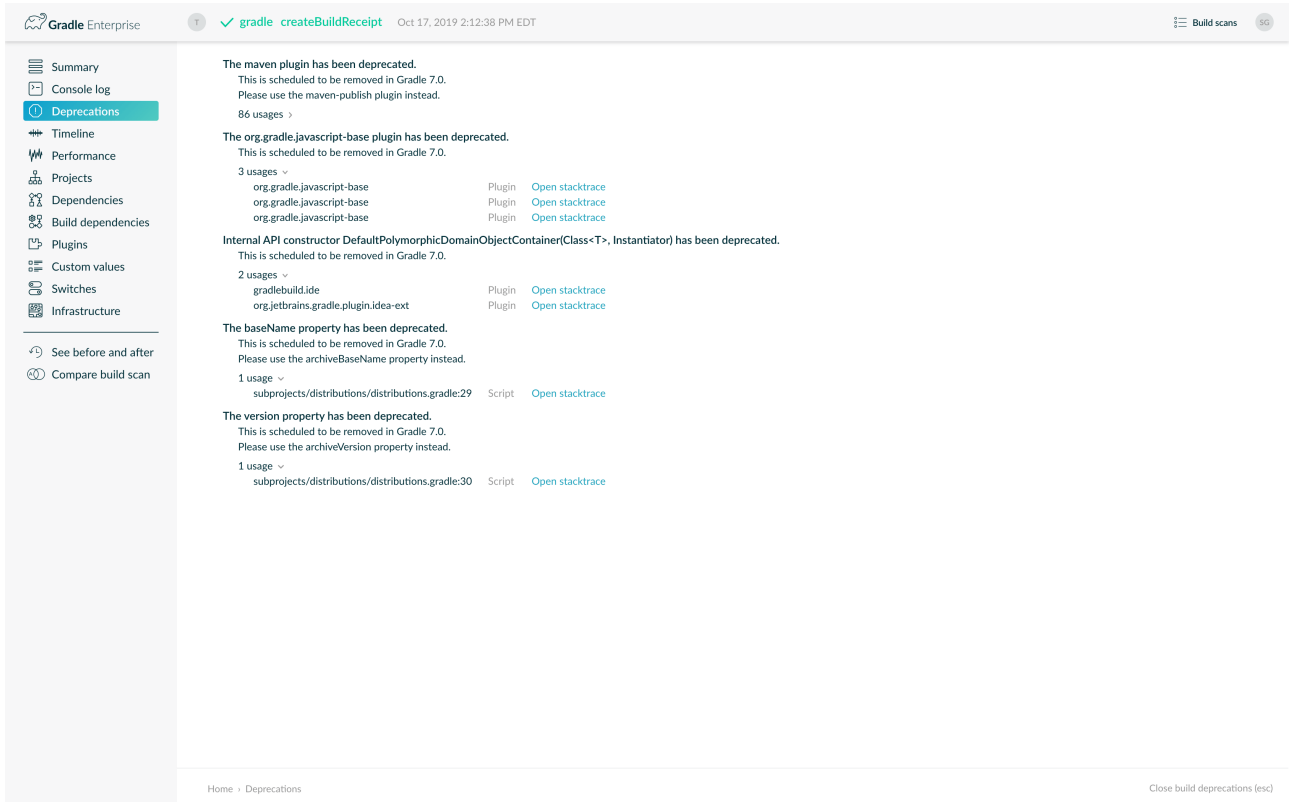 Gradle Enterprise
T
gradle createBuildReceipt Oct 17, 2019 2:12:38 PM EDT
Build scans
SG
Summary
Console log
Deprecations
Timeline
Performance
Projects
Dependencies
Build dependencies
Plugins
Custom values
Switches
Infrastructure
See before and after
Compare build scan
The maven plugin has been deprecated.
This is scheduled to be removed in Gradle 7.0.
Please use the maven-publish plugin instead.
86 usages ›
The org.gradle.javascript-base plugin has been deprecated.
This is scheduled to be removed in Gradle 7.0.
3 usages
org.gradle.javascript-base Plugin Open stacktrace
org.gradle.javascript-base Plugin Open stacktrace
org.gradle.javascript-base Plugin Open stacktrace
Internal API constructor DefaultPolymorphicDomainObjectContainer(Class<T>, Instantiator) has been deprecated.
This is scheduled to be removed in Gradle 7.0.
2 usages
gradlebuild.ide Plugin Open stacktrace
org.jetbrains.gradle.plugin.idea-ext Plugin Open stacktrace
The baseName property has been deprecated.
This is scheduled to be removed in Gradle 7.0.
Please use the archiveBaseName property instead.
1 usage
subprojects/distributions/distributions.gradle:29 Script Open stacktrace
The version property has been deprecated.
This is scheduled to be removed in Gradle 7.0.
Please use the archiveVersion property instead.
1 usage
subprojects/distributions/distributions.gradle:30 Script Open stacktrace
Home › Deprecations
Close build deprecations (esc)